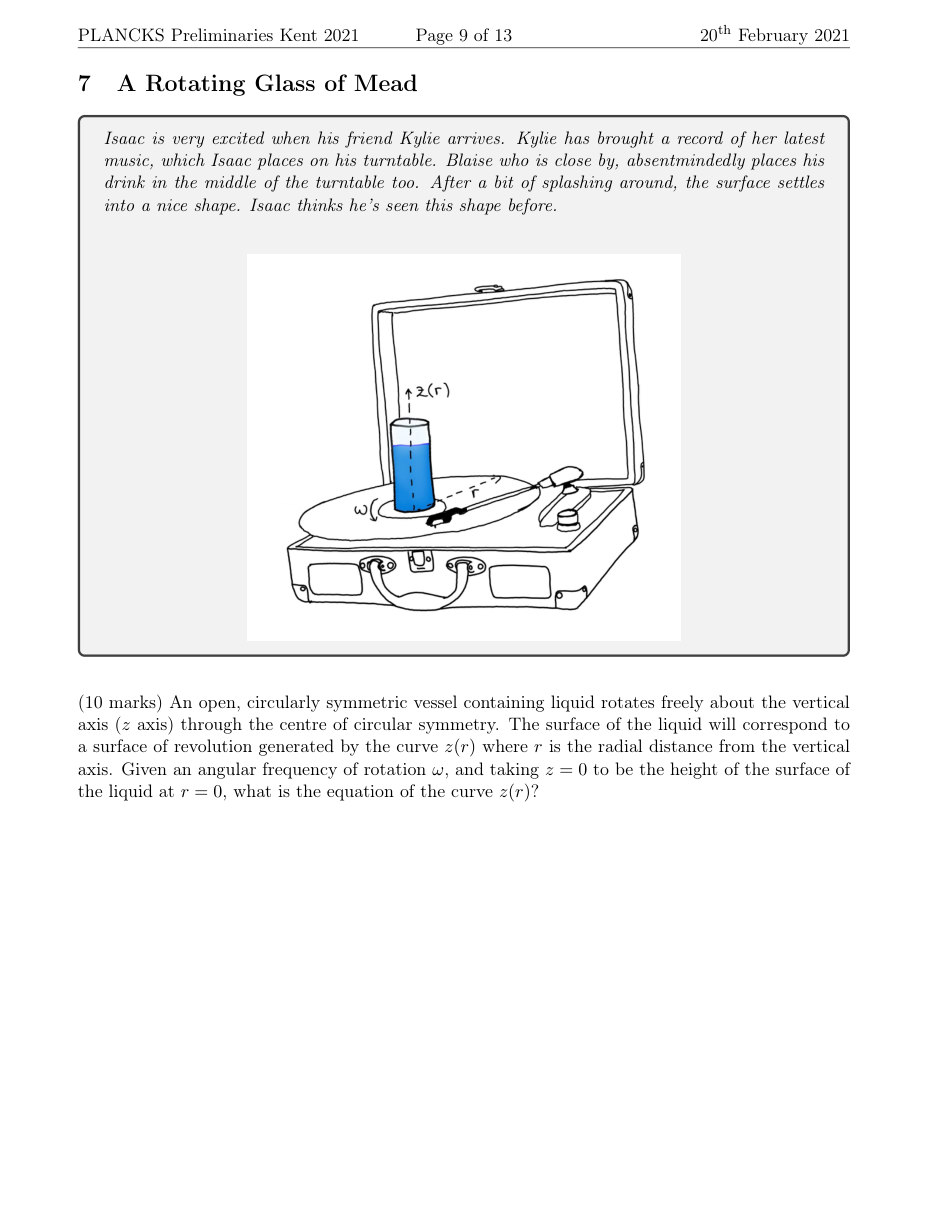 PLANCKS Preliminaries Kent 2021 Page 9 of 13 20th February 2021
7 A Rotating Glass of Mead
Isaac is very excited when his friend Kylie arrives. Kylie has brought a record of her latest
music, which Isaac places on his turntable. Blaise who is close by, absentmindedly places his
drink in the middle of the turntable too. After a bit of splashing around, the surface settles
into a nice shape. Isaac thinks he's seen this shape before.
z(r)
r
ω
(10 marks) An open, circularly symmetric vessel containing liquid rotates freely about the vertical
axis (z axis) through the centre of circular symmetry. The surface of the liquid will correspond to
a surface of revolution generated by the curve z(r) where r is the radial distance from the vertical
axis. Given an angular frequency of rotation ω, and taking z = 0 to be the height of the surface of
the liquid at r = 0, what is the equation of the curve z(r)?